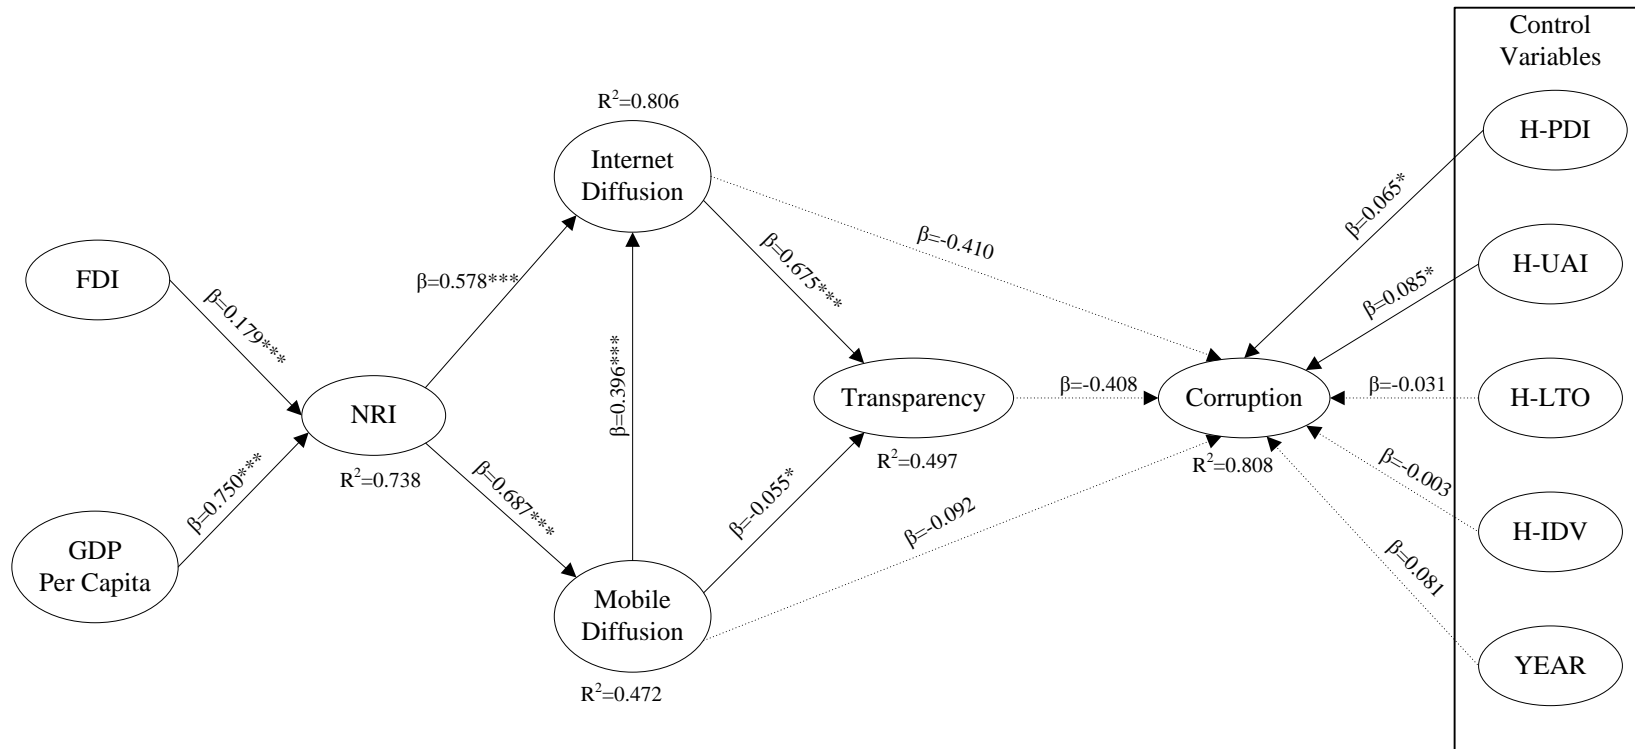 Control
Variables
R²=0.806
H-PDI
Internet
Diffusion
β=0.065*
β=-0.410
β=0.675***
H-UAI
FDI
β=0.578***
β=0.085*
β=0.179***
β=0.396***
Transparency
β=-0.408
Corruption
β=-0.031
H-LTO
NRI
R²=0.738
R²=0.497
R²=0.808
β=0.750***
β=0.687***
β=-0.055*
β=-0.092
β=-0.003
H-IDV
GDP
Per Capita
β=0.081
Mobile
Diffusion
YEAR
R²=0.472